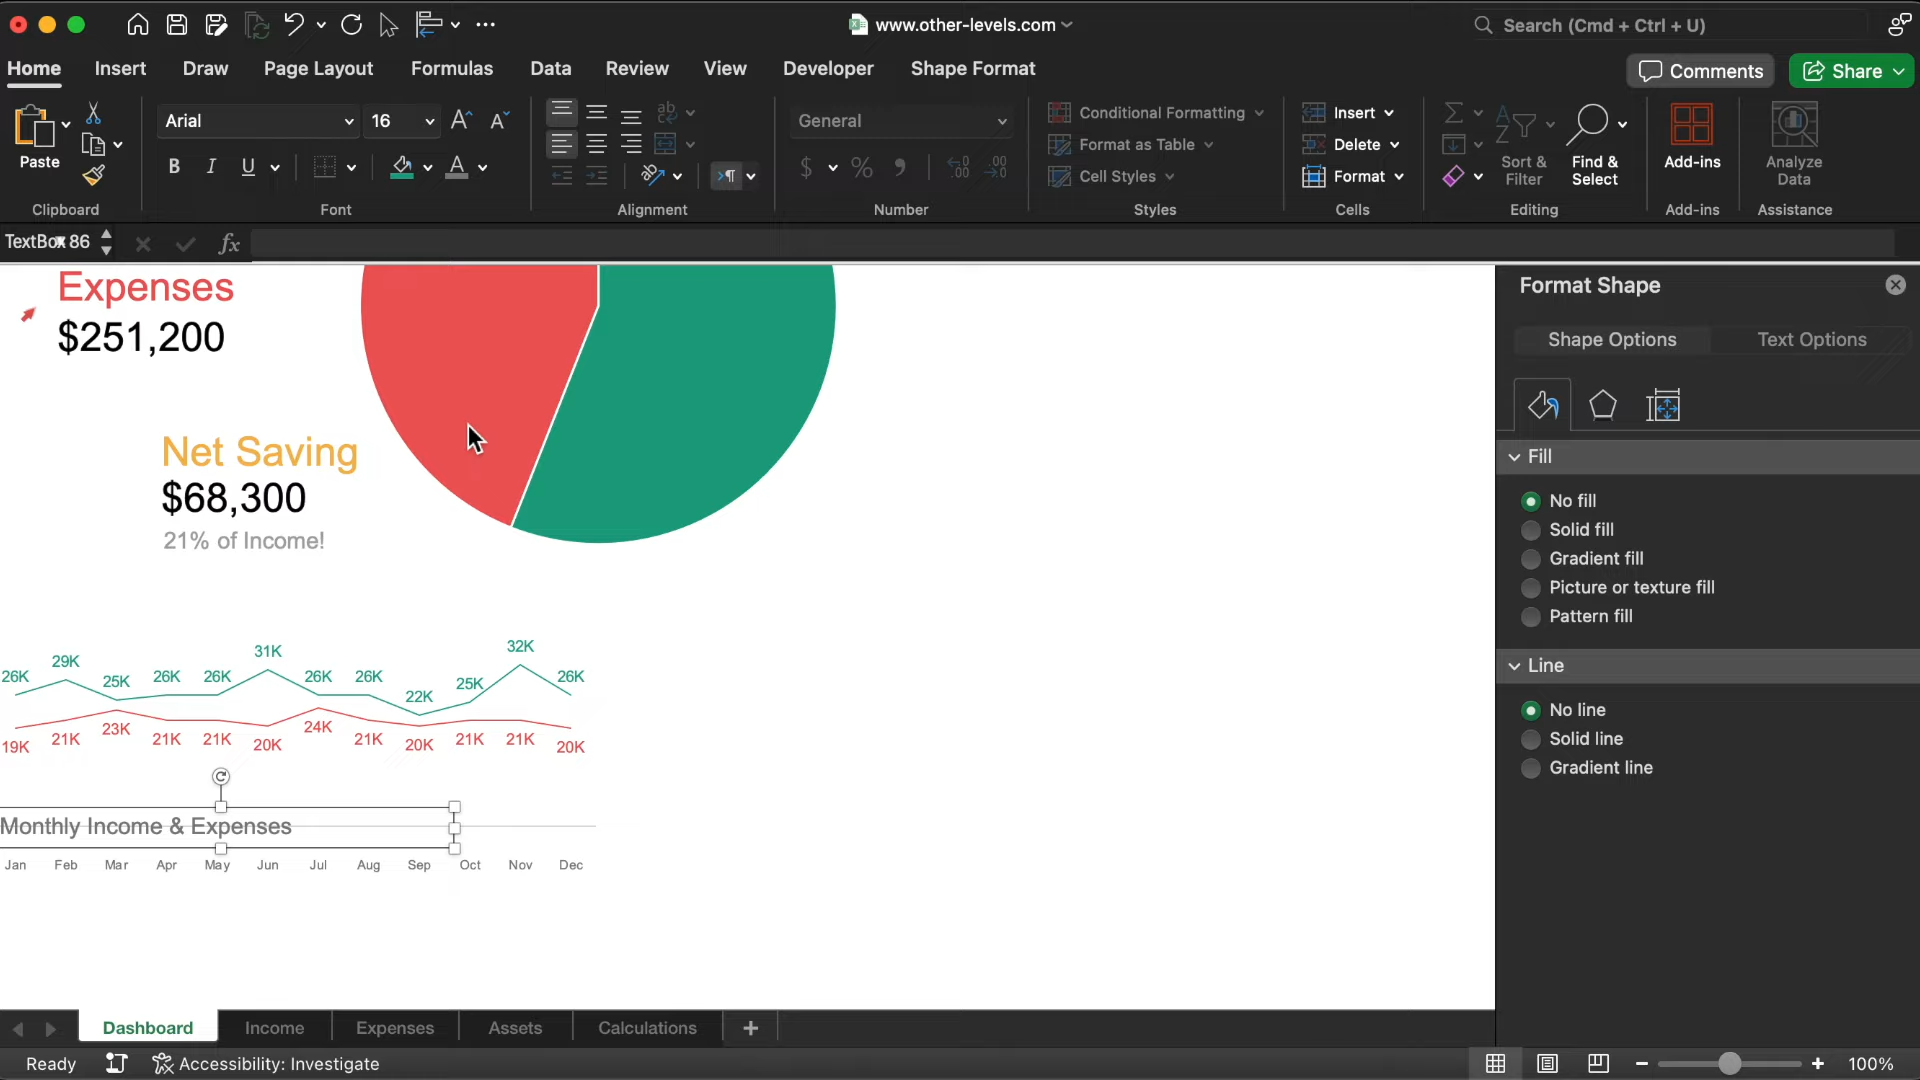 www.other-levels.com
Search (Cmd + Ctrl + U)
Home Insert Draw Page Layout Formulas Data Review View Developer Shape Format
Comments Share
Paste
Clipboard
Arial 16
B I U
Font
Alignment
General
$ % .00
Number
Conditional Formatting
Format as Table
Cell Styles
Styles
Insert
Delete
Format
Cells
Sort & Filter
Find & Select
Editing
Add-ins
Add-ins
Analyze Data
Assistance
TextBox 86
fx
Expenses
$251,200
Net Saving
$68,300
21% of Income!
26K 29K 25K 26K 26K 31K 26K 26K 22K 25K 32K 26K
19K 21K 23K 21K 21K 20K 24K 21K 20K 21K 21K 20K
Monthly Income & Expenses
Jan Feb Mar Apr May Jun Jul Aug Sep Oct Nov Dec
Format Shape
Shape Options Text Options
Fill
No fill
Solid fill
Gradient fill
Picture or texture fill
Pattern fill
Line
No line
Solid line
Gradient line
Dashboard Income Expenses Assets Calculations
Ready Accessibility: Investigate
100%